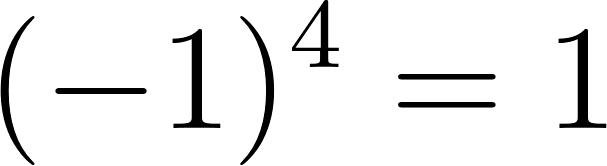 (−1)⁴ = 1